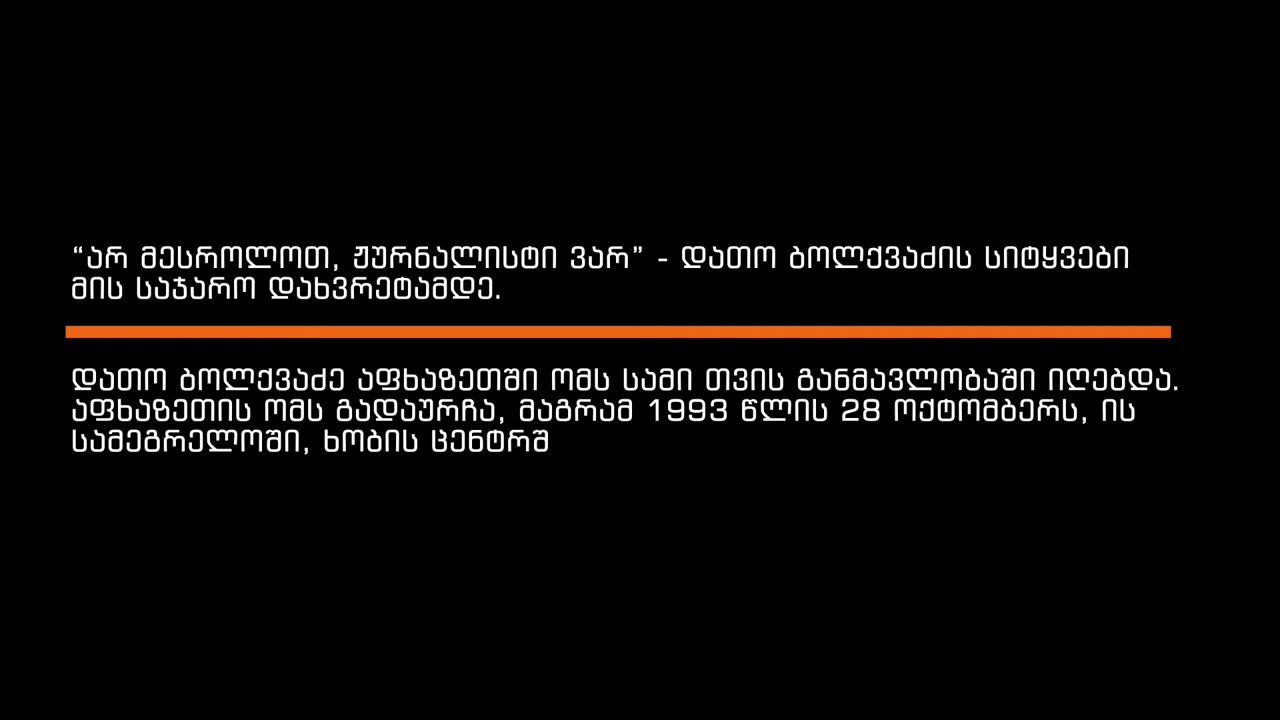 “არ მესროლოთ, ჟურნალისტი ვარ” - დათო ბოლქვაძის სიტყვები
მის საჯარო დახვრეტამდე.
დათო ბოლქვაძე აფხაზეთში ომს სამი თვის განმავლობაში იღებდა.
აფხაზეთის ომს გადაურჩა, მაგრამ 1993 წლის 28 ოქტომბერს, ის
სამეგრელოში, ხობის ცენტრშ